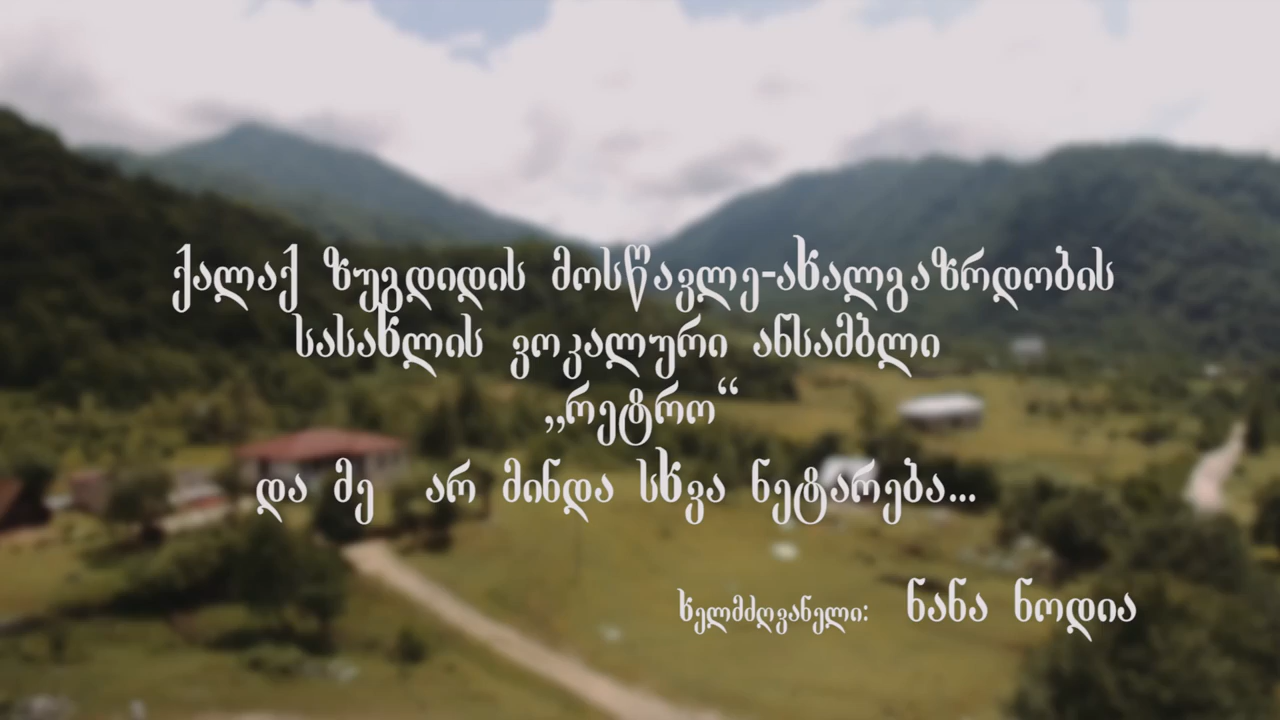 ქალაქ ზუგდიდის მოსწავლე-ახალგაზრდობის
სასახლის ვოკალური ანსამბლი
„რეტრო“
და მე არ მინდა სხვა ნეტარება...
ხელმძღვანელი: ნანა ნოდია